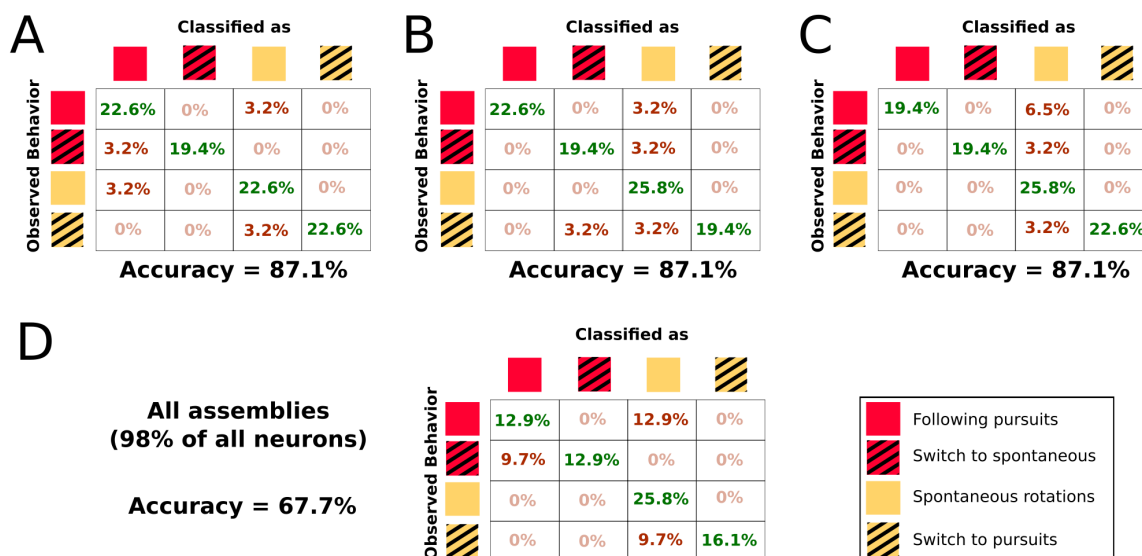 A
Classified as
Observed Behavior
22.6% 0% 3.2% 0%
3.2% 19.4% 0% 0%
3.2% 0% 22.6% 0%
0% 0% 3.2% 22.6%
Accuracy = 87.1%
B
Classified as
Observed Behavior
22.6% 0% 3.2% 0%
0% 19.4% 3.2% 0%
0% 0% 25.8% 0%
0% 3.2% 3.2% 19.4%
Accuracy = 87.1%
C
Classified as
Observed Behavior
19.4% 0% 6.5% 0%
0% 19.4% 3.2% 0%
0% 0% 25.8% 0%
0% 0% 3.2% 22.6%
Accuracy = 87.1%
D
All assemblies
(98% of all neurons)
Accuracy = 67.7%
Classified as
Observed Behavior
12.9% 0% 12.9% 0%
9.7% 12.9% 0% 0%
0% 0% 25.8% 0%
0% 0% 9.7% 16.1%
Following pursuits
Switch to spontaneous
Spontaneous rotations
Switch to pursuits